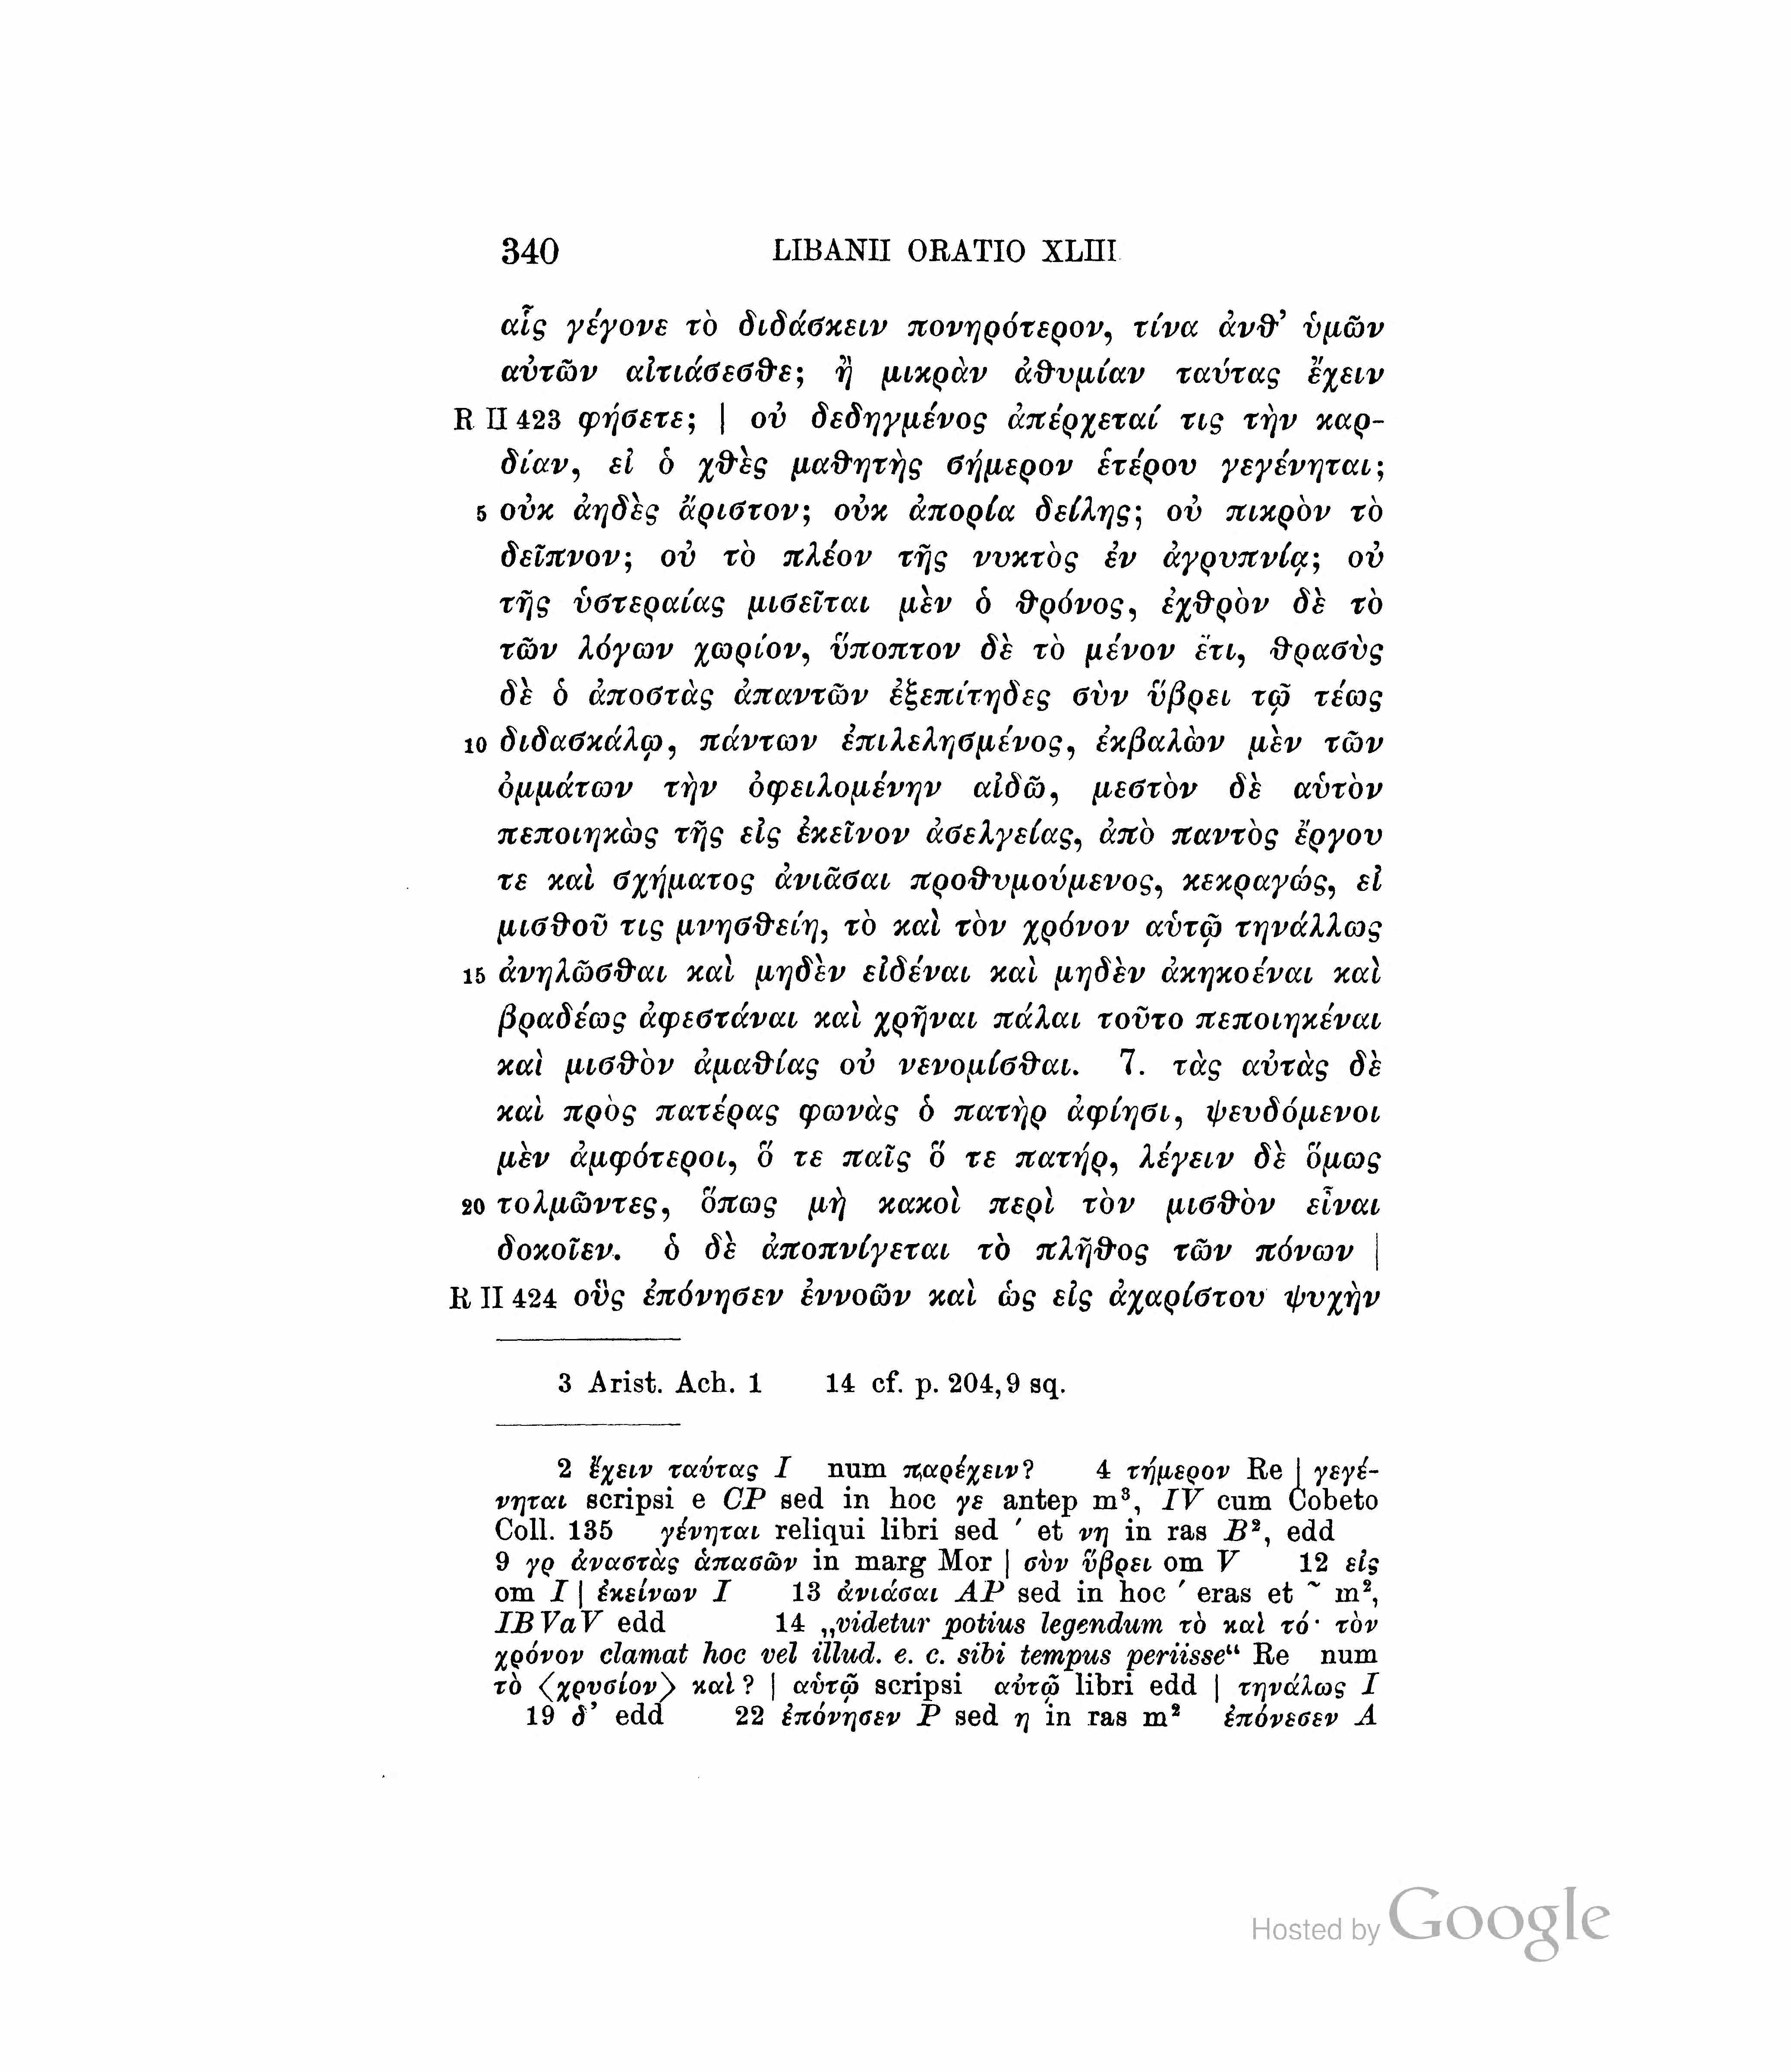 340 LIBANII ORATIO XLIII
αἷς γέγονε τὸ διδάσκειν πονηρότερον, τίνα ἀνθ’ ὑμῶν
αὐτῶν αἰτιάσεσθε; ἢ μικρὰν ἀθυμίαν ταύτας ἔχειν
R II 423 φήσετε; | οὐ δεδηγμένος ἀπέρχεταί τις τὴν καρ-
δίαν, εἰ ὁ χθὲς μαθητὴς σήμερον ἑτέρου γεγένηται;
5 οὐκ ἀηδὲς ἄριστον; οὐκ ἀπορία δείλης; οὐ πικρὸν τὸ
δεῖπνον; οὐ τὸ πλέον τῆς νυκτὸς ἐν ἀγρυπνίᾳ; οὐ
τῆς ὑστεραίας μισεῖται μὲν ὁ θρόνος, ἐχθρὸν δὲ τὸ
τῶν λόγων χωρίον, ὕποπτον δὲ τὸ μένον ἔτι, θρασὺς
δὲ ὁ ἀποστὰς ἀπαντῶν ἐξεπίτηδες σὺν ὕβρει τῷ τέως
10 διδασκάλῳ, πάντων ἐπιλελησμένος, ἐκβαλὼν μὲν τῶν
ὀμμάτων τὴν ὀφειλομένην αἰδῶ, μεστὸν δὲ αὑτὸν
πεποιηκὼς τῆς εἰς ἐκεῖνον ἀσελγείας, ἀπὸ παντὸς ἔργου
τε καὶ σχήματος ἀνιᾶσαι προθυμούμενος, κεκραγώς, εἰ
μισθοῦ τις μνησθείη, τὸ καὶ τὸν χρόνον αὑτῷ τηνάλλως
15 ἀνηλῶσθαι καὶ μηδὲν εἰδέναι καὶ μηδὲν ἀκηκοέναι καὶ
βραδέως ἀφεστάναι καὶ χρῆναι πάλαι τοῦτο πεποιηκέναι
καὶ μισθὸν ἀμαθίας οὐ νενομίσθαι. 7. τὰς αὐτὰς δὲ
καὶ πρὸς πατέρας φωνὰς ὁ πατὴρ ἀφίησι, ψευδόμενοι
μὲν ἀμφότεροι, ὅ τε παῖς ὅ τε πατήρ, λέγειν δὲ ὅμως
20 τολμῶντες, ὅπως μὴ κακοὶ περὶ τὸν μισθὸν εἶναι
δοκοῖεν. ὁ δὲ ἀποπνίγεται τὸ πλῆθος τῶν πόνων |
R II 424 οὓς ἐπόνησεν ἐννοῶν καὶ ὡς εἰς ἀχαρίστου ψυχὴν
3 Arist. Ach. 1 14 cf. p. 204,9 sq.
2 ἔχειν ταύτας I num παρέχειν? 4 τήμερον Re | γεγέ-
νηται scripsi e CP sed in hoc γε antep m³, IV cum Cobeto
Coll. 135 γένηται reliqui libri sed ′ et νη in ras B², edd
9 γρ ἀναστὰς ἁπασῶν in marg Mor | σὺν ὕβρει om V 12 εἰς
om I | ἐκείνων I 13 ἀνιάσαι AP sed in hoc ′ eras et ῀ m²,
IBVaV edd 14 „videtur potius legendum τὸ καὶ τό· τὸν
χρόνον clamat hoc vel illud. e. c. sibi tempus periisse“ Re num
τὸ ⟨χρυσίον⟩ καὶ? | αὑτῷ scripsi αὐτῷ libri edd | τηνάλως I
19 δ’ edd 22 ἐπόνησεν P sed η in ras m² ἐπόνεσεν A
Hosted by Google